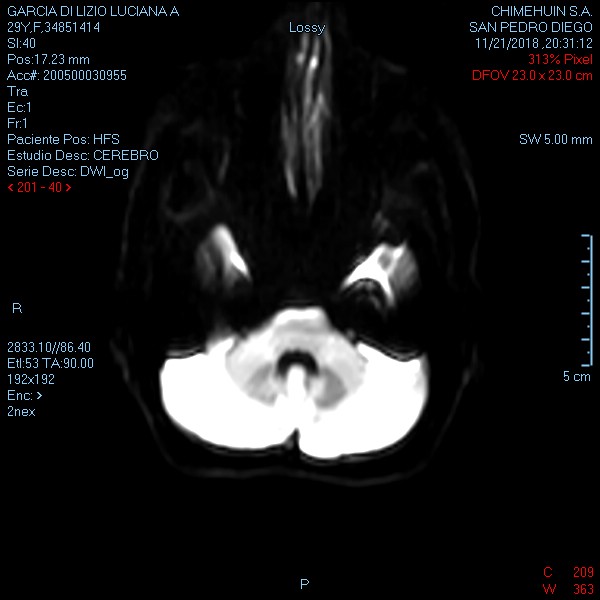 GARCIA DI LIZIO LUCIANA A
29Y,F,34851414
Sl:40
Pos:17.23 mm
Acc#: 200500030955
Tra
Ec:1
Fr:1
Paciente Pos: HFS
Estudio Desc: CEREBRO
Serie Desc: DWI_og
< 201 - 40 >
Lossy
CHIMEHUIN S.A.
SAN PEDRO DIEGO
11/21/2018 ,20:31:12
313% Pixel
DFOV 23.0 x 23.0 cm
SW 5.00 mm
R
2833.10//86.40
Etl:53 TA:90.00
192x192
Enc: >
2nex
5 cm
P
C 209
W 363